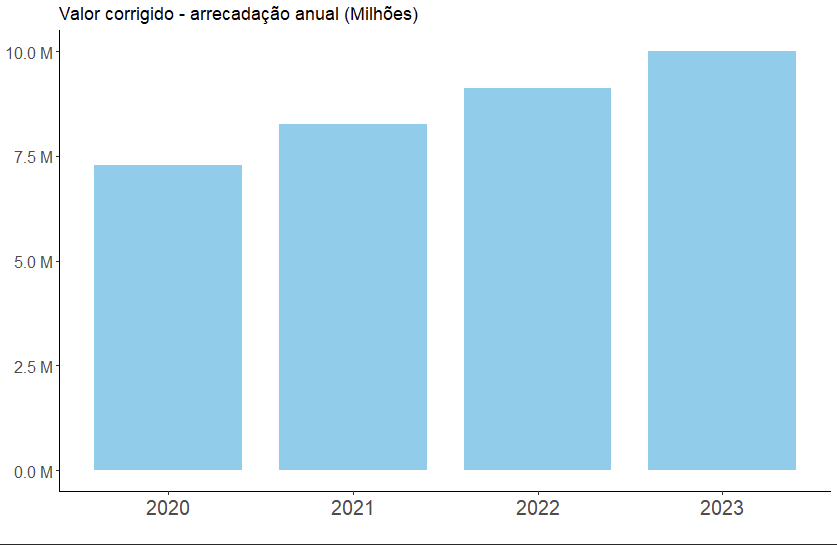 Valor corrigido - arrecadação anual (Milhões)
10.0 M
7.5 M
5.0 M
2.5 M
0.0 M
2020 2021 2022 2023